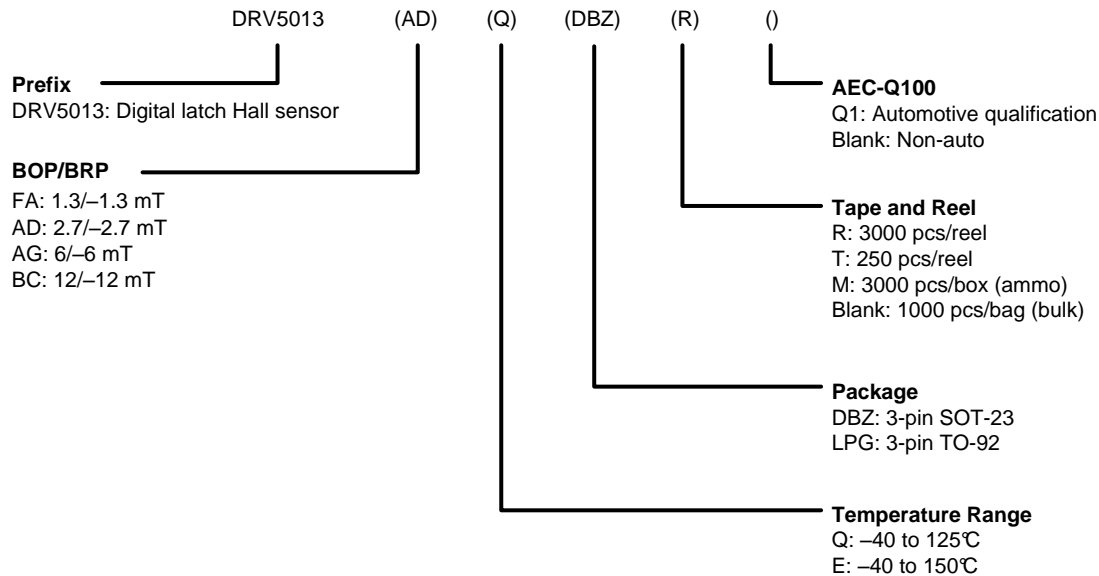 DRV5013 (AD) (Q) (DBZ) (R) ()
Prefix
DRV5013: Digital latch Hall sensor
BOP/BRP
FA: 1.3/–1.3 mT
AD: 2.7/–2.7 mT
AG: 6/–6 mT
BC: 12/–12 mT
AEC-Q100
Q1: Automotive qualification
Blank: Non-auto
Tape and Reel
R: 3000 pcs/reel
T: 250 pcs/reel
M: 3000 pcs/box (ammo)
Blank: 1000 pcs/bag (bulk)
Package
DBZ: 3-pin SOT-23
LPG: 3-pin TO-92
Temperature Range
Q: –40 to 125℃
E: –40 to 150℃